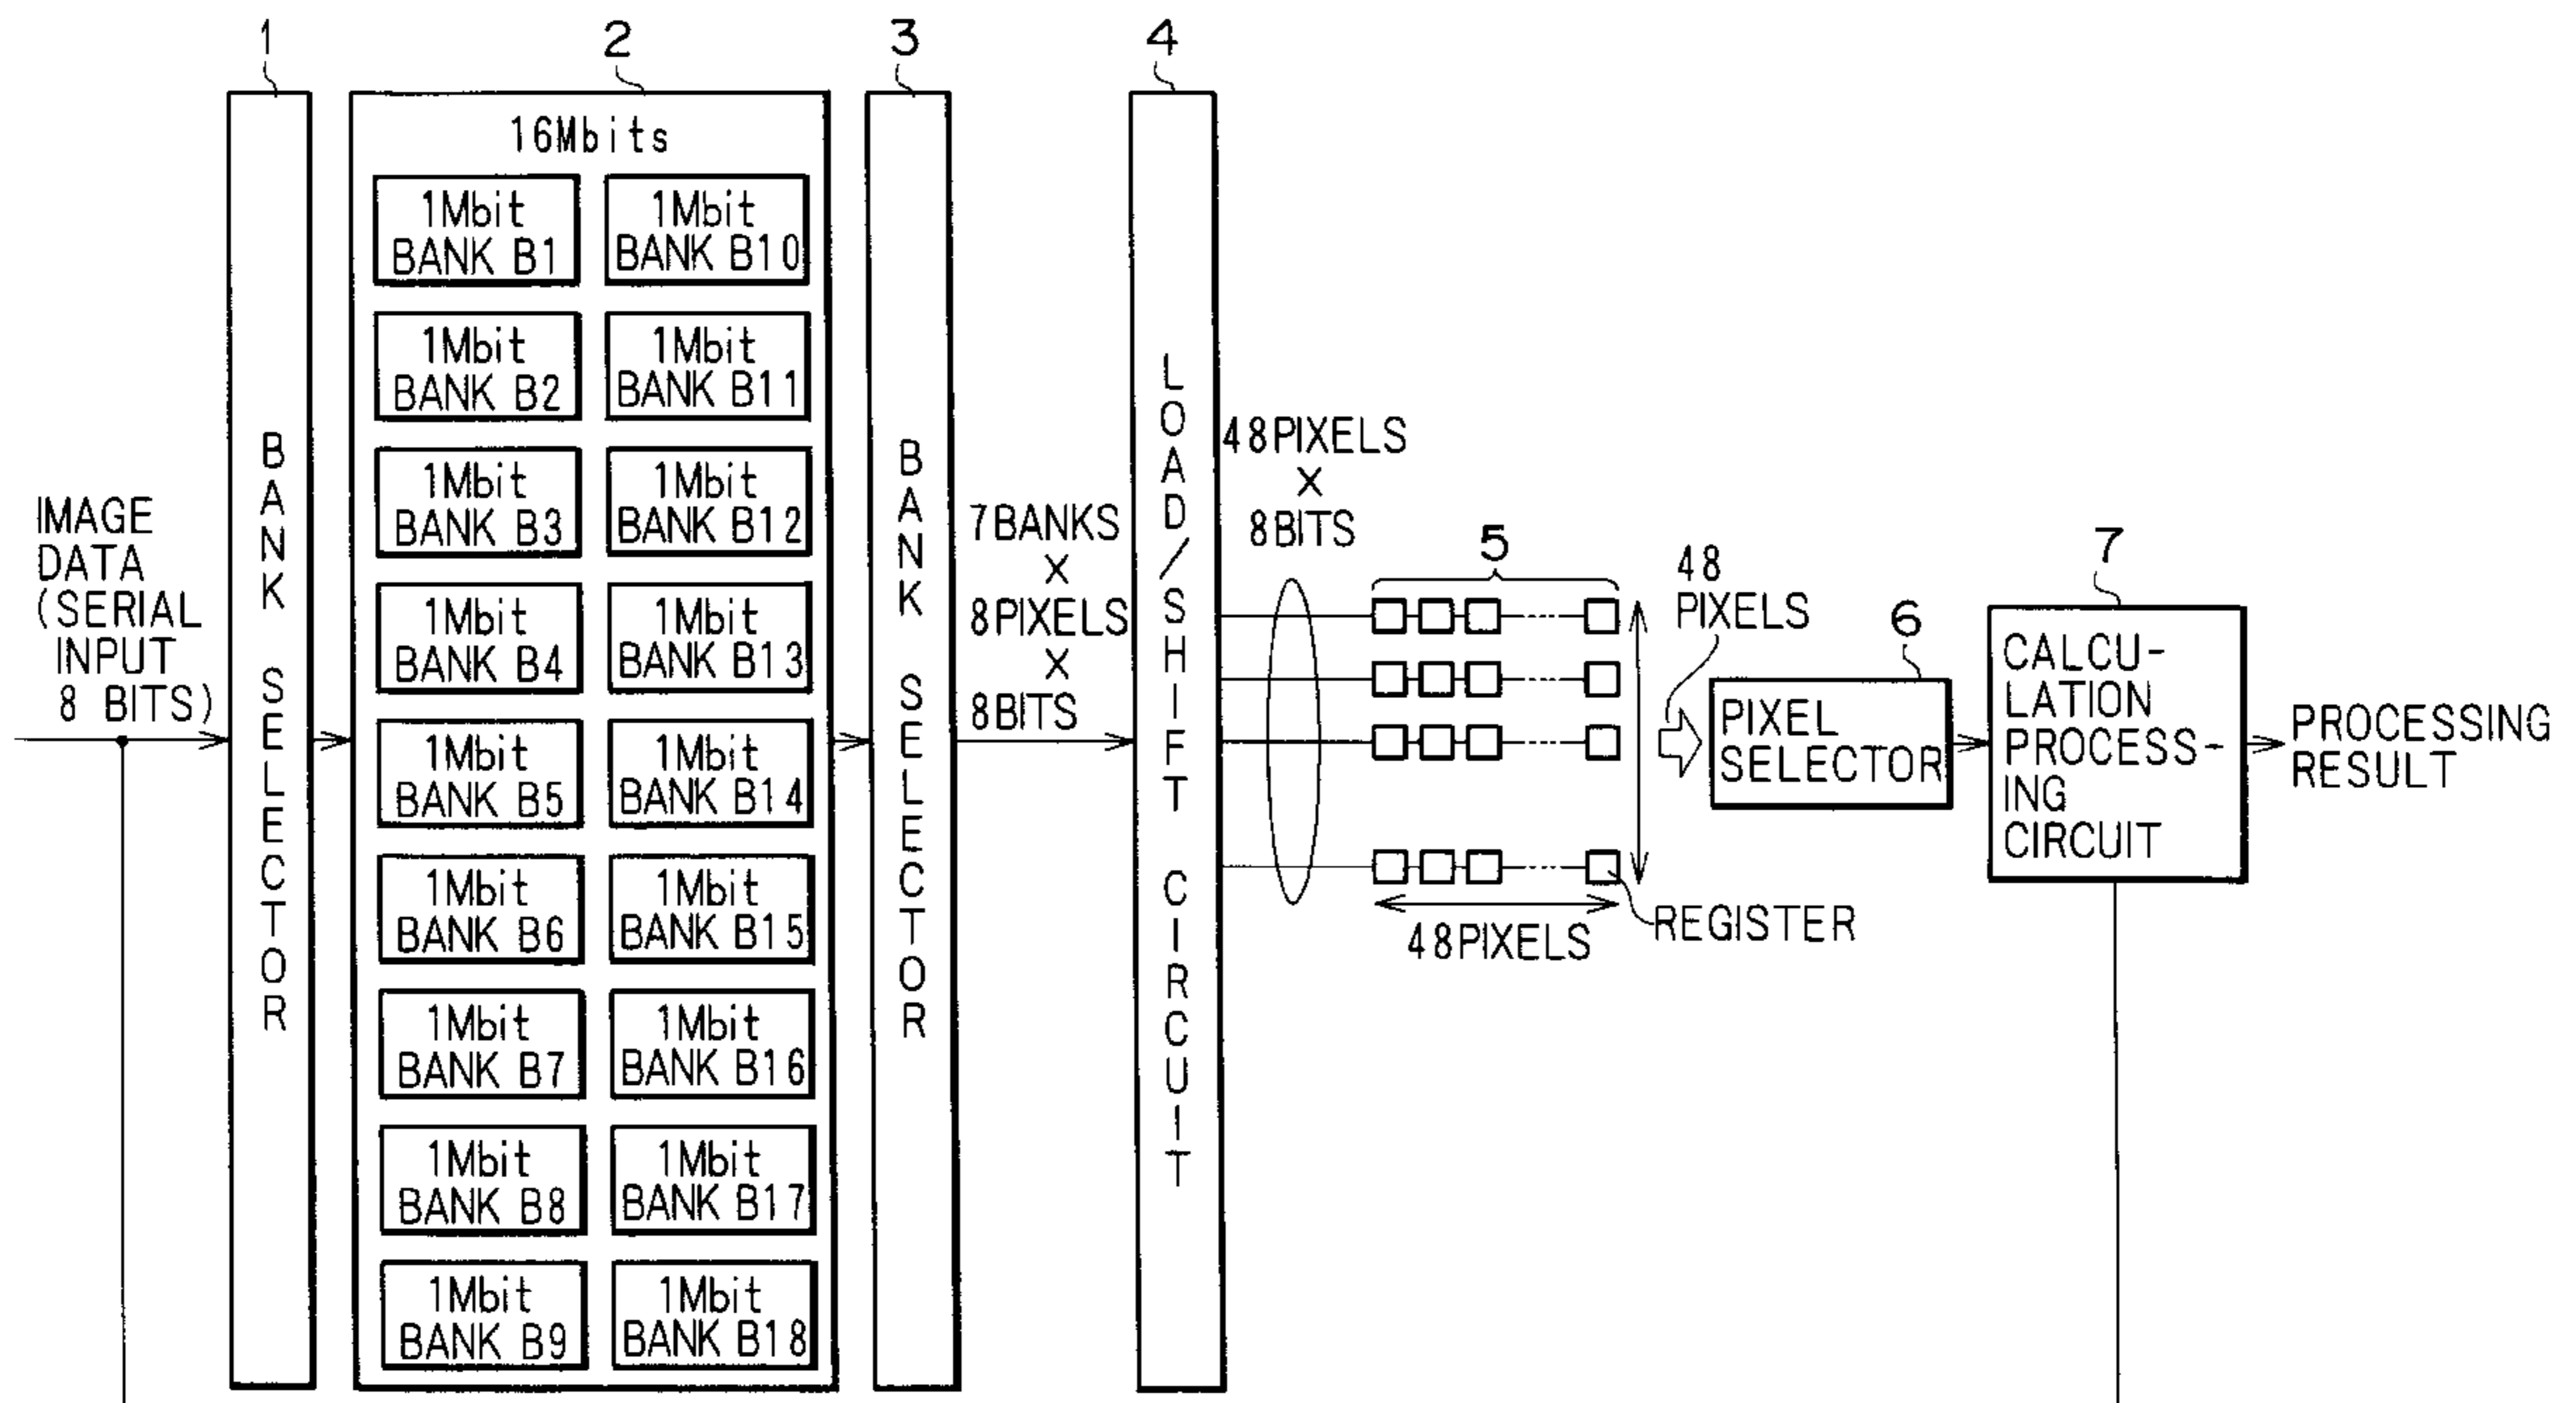 1
2
3
4
16Mbits
1Mbit
BANK B1
1Mbit
BANK B10
1Mbit
BANK B2
1Mbit
BANK B11
1Mbit
BANK B3
1Mbit
BANK B12
1Mbit
BANK B4
1Mbit
BANK B13
1Mbit
BANK B5
1Mbit
BANK B14
1Mbit
BANK B6
1Mbit
BANK B15
1Mbit
BANK B7
1Mbit
BANK B16
1Mbit
BANK B8
1Mbit
BANK B17
1Mbit
BANK B9
1Mbit
BANK B18
IMAGE
DATA
(SERIAL
INPUT
8 BITS)
BANK SELECTOR
BANK SELECTOR
7BANKS
X
8PIXELS
X
8BITS
LOAD/SHIFT CIRCUIT
48PIXELS
X
8BITS
5
48
PIXELS
48PIXELS
REGISTER
6
PIXEL
SELECTOR
7
CALCU-
LATION
PROCESS-
ING
CIRCUIT
PROCESSING
RESULT